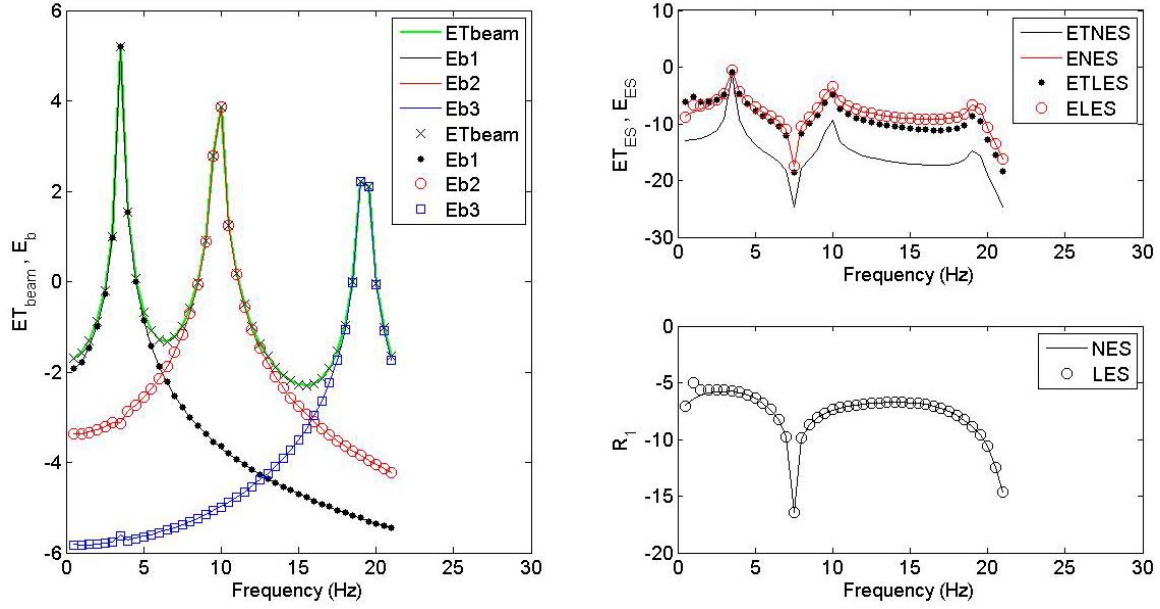 6
4
2
0
-2
-4
-6
0 5 10 15 20 25 30
Frequency (Hz)
ET_beam , E_b
ETbeam
Eb1
Eb2
Eb3
ETbeam
Eb1
Eb2
Eb3
10
0
-10
-20
-30
0 5 10 15 20 25 30
Frequency (Hz)
ET_ES , E_ES
ETNES
ENES
ETLES
ELES
0
-5
-10
-15
-20
0 5 10 15 20 25 30
Frequency (Hz)
R_1
NES
LES